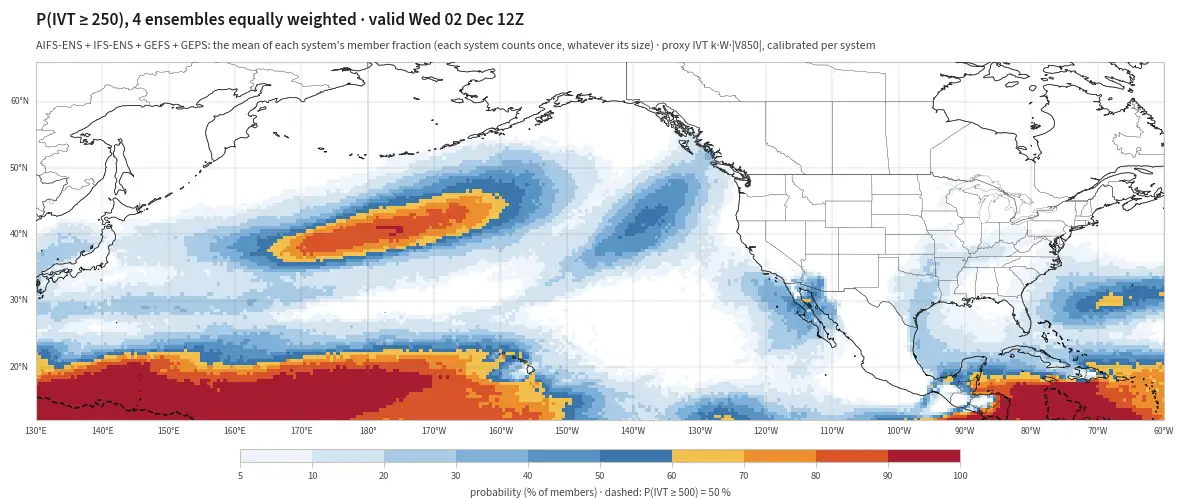 P(IVT ≥ 250), 4 ensembles equally weighted · valid Wed 02 Dec 12Z
AIFS-ENS + IFS-ENS + GEFS + GEPS: the mean of each system's member fraction (each system counts once, whatever its size) · proxy IVT k·W·|V850|, calibrated per system
60°N
50°N
40°N
30°N
20°N
130°E 140°E 150°E 160°E 170°E 180° 170°W 160°W 150°W 140°W 130°W 120°W 110°W 100°W 90°W 80°W 70°W 60°W
5 10 20 30 40 50 60 70 80 90 100
probability (% of members) · dashed: P(IVT ≥ 500) = 50 %